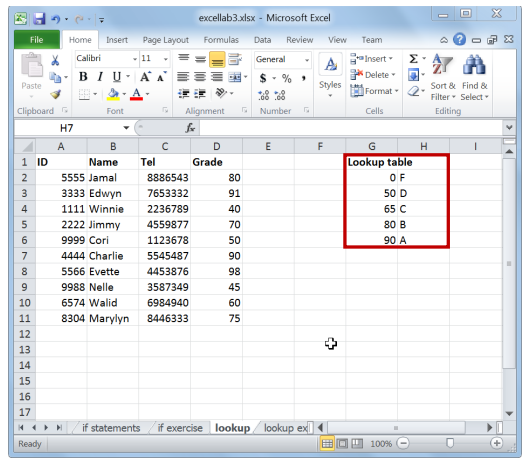 excellab3.xlsx - Microsoft Excel
File Home Insert Page Layout Formulas Data Review View Team
Paste Calibri 11 General Styles Insert Delete Format Sort & Filter Find & Select
B I U A A $ % ,
Clipboard Font Alignment Number Cells Editing
H7 fx
A B C D E F G H I
1 ID Name Tel Grade Lookup table
2 5555 Jamal 8886543 80 0 F
3 3333 Edwyn 7653332 91 50 D
4 1111 Winnie 2236789 40 65 C
5 2222 Jimmy 4559877 70 80 B
6 9999 Cori 1123678 50 90 A
7 4444 Charlie 5545487 90
8 5566 Evette 4453876 98
9 9988 Nelle 3587349 45
10 6574 Walid 6984940 60
11 8304 Marylyn 8446333 75
12
13
14
15
16
17
if statements if exercise lookup lookup ex
Ready 100%